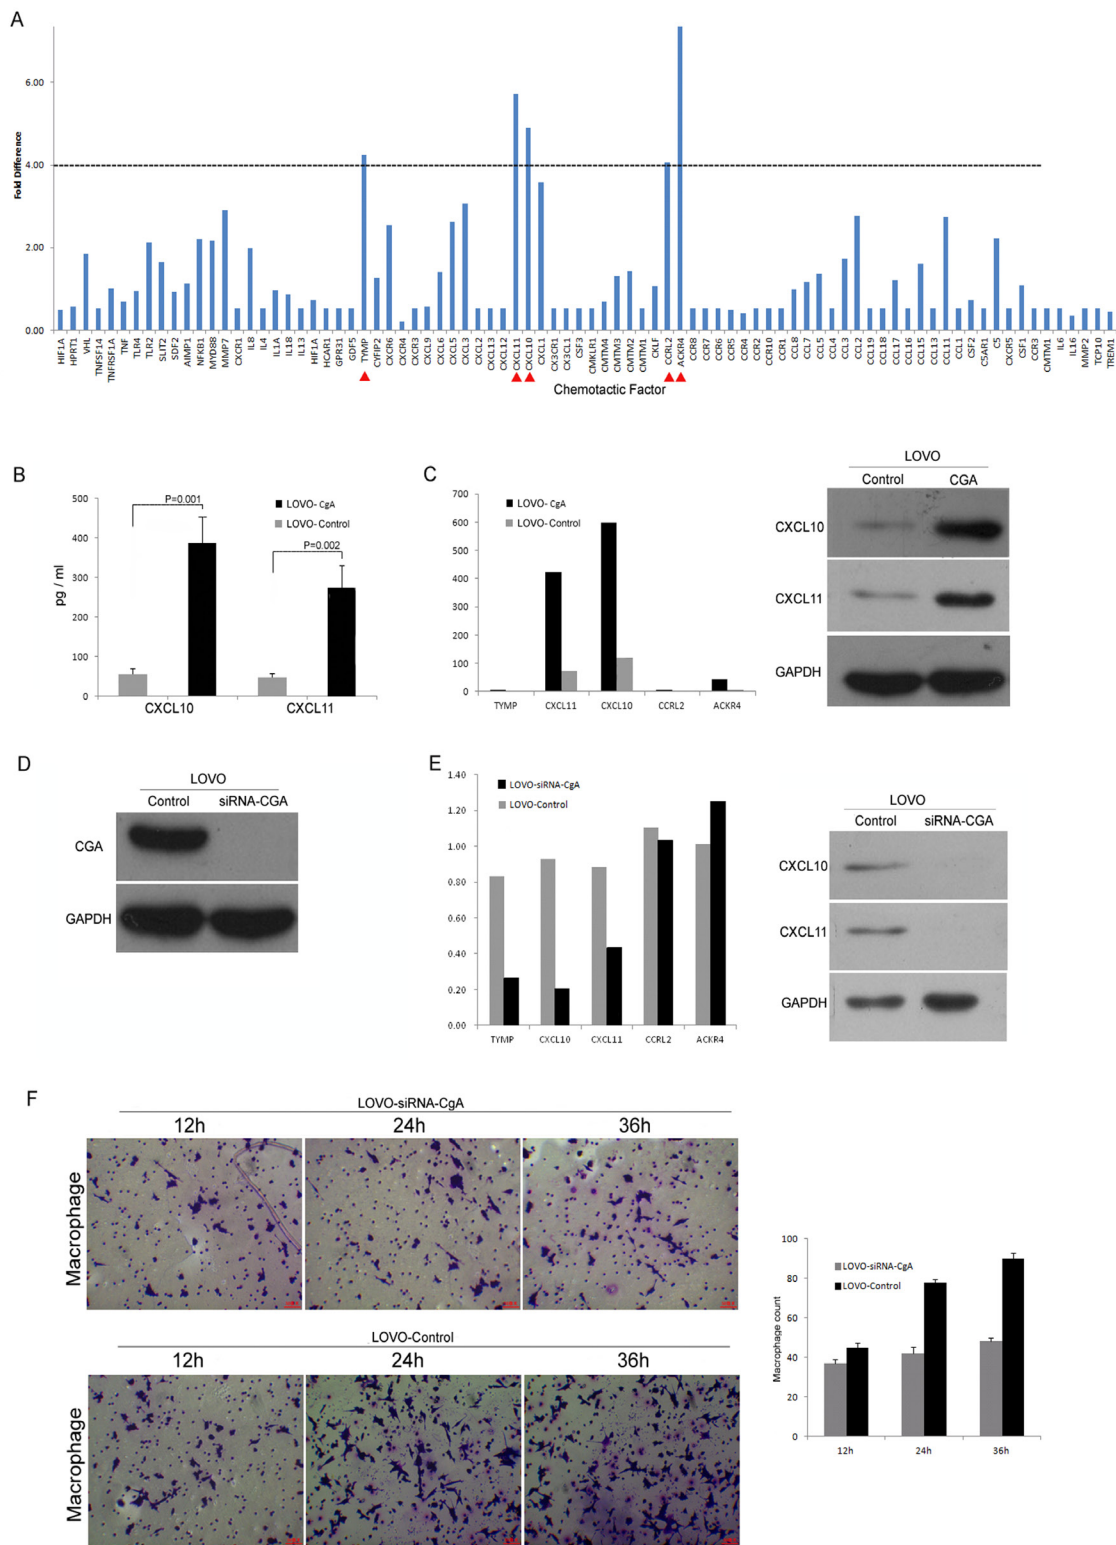 A
Fold Difference
6.00
4.00
2.00
0.00
HIF1A
HPRT1
VHL
TNFSF14
TNFRSF1A
TNF
TLR4
TLR2
SLIT2
SDF2
AIMP1
NFKB1
MYD88
MMP7
CXCR1
IL8
IL4
IL1A
IL18
IL13
HIF1A
HCAR1
GPR31
GDF5
TYMP
CYFIP2
CXCR6
CXCR4
CXCR3
CXCL9
CXCL6
CXCL5
CXCL3
CXCL2
CXCL13
CXCL12
CXCL11
CXCL10
CXCL1
CX3CR1
CX3CL1
CSF3
CMKLR1
CMTM4
CMTM3
CMTM2
CMTM1
CKLF
CCRL2
ACKR4
CCR8
CCR7
CCR6
CCR5
CCR4
CCR2
CCR10
CCR1
CCL8
CCL7
CCL5
CCL4
CCL3
CCL2
CCL19
CCL18
CCL17
CCL16
CCL15
CCL13
CCL11
CCL1
CSF2
C5AR1
C5
CXCR5
CSF1
CCR3
CMTM1
IL6
IL16
MMP2
TCP10
TREM1
Chemotactic Factor
B
500
400
300
200
100
0
pg / ml
P=0.001
P=0.002
LOVO- CgA
LOVO- Control
CXCL10
CXCL11
C
700
600
500
400
300
200
100
0
LOVO- CgA
LOVO- Control
TYMP
CXCL11
CXCL10
CCRL2
ACKR4
LOVO
Control
CGA
CXCL10
CXCL11
GAPDH
D
LOVO
Control
siRNA-CGA
CGA
GAPDH
E
1.40
1.20
1.00
0.80
0.60
0.40
0.20
0.00
LOVO-siRNA-CgA
LOVO-Control
TYMP
CXCL10
CXCL11
CCRL2
ACKR4
LOVO
Control
siRNA-CGA
CXCL10
CXCL11
GAPDH
F
LOVO-siRNA-CgA
12h
24h
36h
Macrophage
LOVO-Control
12h
24h
36h
Macrophage
100
80
60
40
20
0
Macrophage count
LOVO-siRNA-CgA
LOVO-Control
12h
24h
36h